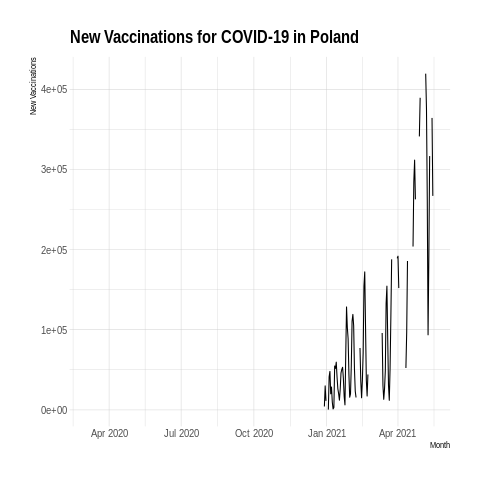 New Vaccinations for COVID-19 in Poland
New Vaccinations
4e+05
3e+05
2e+05
1e+05
0e+00
Apr 2020 Jul 2020 Oct 2020 Jan 2021 Apr 2021
Month